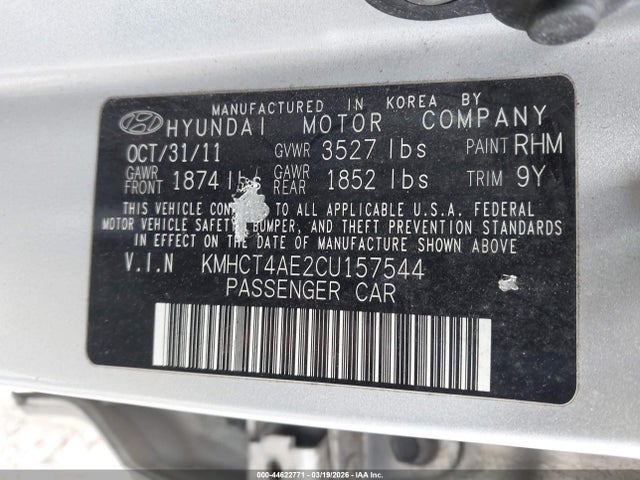 MANUFACTURED IN KOREA BY
HYUNDAI MOTOR COMPANY
OCT/31/11 GVWR 3527 lbs PAINT RHM
GAWR FRONT 1874 lbs GAWR REAR 1852 lbs TRIM 9Y
THIS VEHICLE CONFORMS TO ALL APPLICABLE U.S.A. FEDERAL
MOTOR VEHICLE SAFETY BUMPER, AND THEFT PREVENTION STANDARDS
IN EFFECT ON THE DATE OF MANUFACTURE SHOWN ABOVE.
V.I.N KMHCT4AE2CU157544
PASSENGER CAR
000-44622771 - 03/19/2026 - IAA Inc.